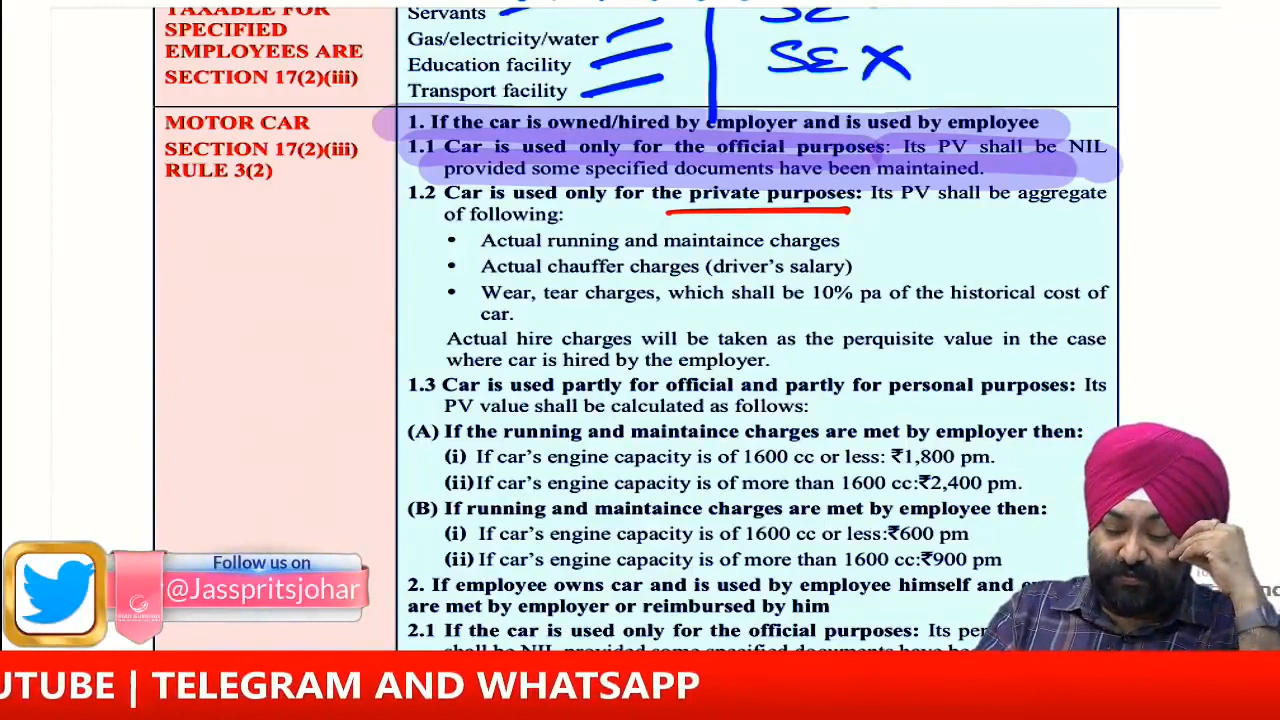 TAXABLE FOR
SPECIFIED
EMPLOYEES ARE
SECTION 17(2)(iii)
Servants
Gas/electricity/water
Education facility
Transport facility
SE
SE X
MOTOR CAR
SECTION 17(2)(iii)
RULE 3(2)
1. If the car is owned/hired by employer and is used by employee
1.1 Car is used only for the official purposes: Its PV shall be NIL
provided some specified documents have been maintained.
1.2 Car is used only for the private purposes: Its PV shall be aggregate
of following:
• Actual running and maintaince charges
• Actual chauffer charges (driver's salary)
• Wear, tear charges, which shall be 10% pa of the historical cost of
car.
Actual hire charges will be taken as the perquisite value in the case
where car is hired by the employer.
1.3 Car is used partly for official and partly for personal purposes: Its
PV value shall be calculated as follows:
(A) If the running and maintaince charges are met by employer then:
(i) If car's engine capacity is of 1600 cc or less: ₹1,800 pm.
(ii) If car's engine capacity is of more than 1600 cc:₹2,400 pm.
(B) If running and maintaince charges are met by employee then:
(i) If car's engine capacity is of 1600 cc or less:₹600 pm
(ii) If car's engine capacity is of more than 1600 cc:₹900 pm
2. If employee owns car and is used by employee himself and
are met by employer or reimbursed by him
2.1 If the car is used only for the official purposes: Its
shall be NIL provided some specified documents have be
Follow us on
@Jasspritsjohar
UTUBE | TELEGRAM AND WHATSAPP